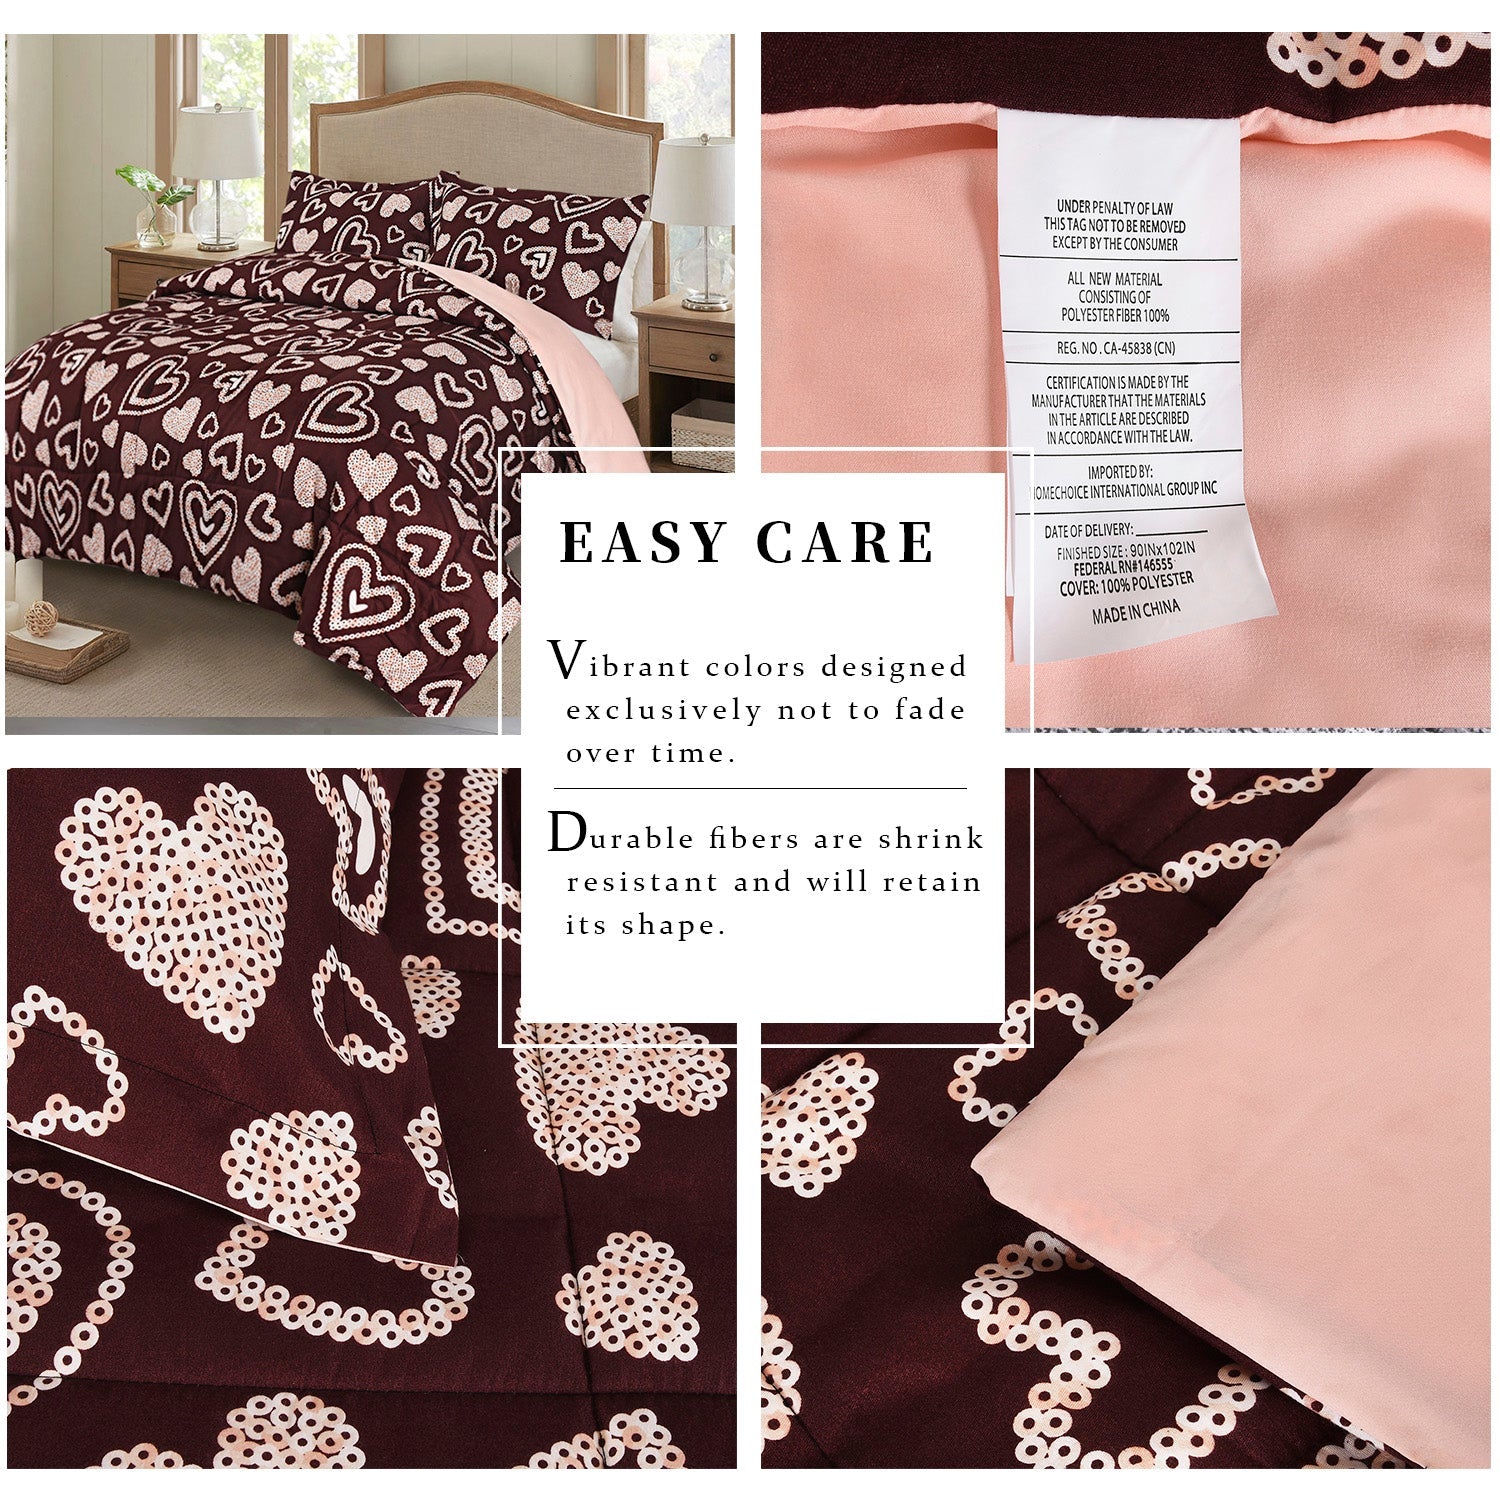 UNDER PENALTY OF LAW
THIS TAG NOT TO BE REMOVED
EXCEPT BY THE CONSUMER
ALL NEW MATERIAL
CONSISTING OF
POLYESTER FIBER 100%
REG. NO. CA-45838 (CN)
CERTIFICATION IS MADE BY THE
MANUFACTURER THAT THE MATERIALS
IN THE ARTICLE ARE DESCRIBED
IN ACCORDANCE WITH THE LAW.
IMPORTED BY:
HOMECHOICE INTERNATIONAL GROUP INC
DATE OF DELIVERY:
FINISHED SIZE : 90INx102IN
FEDERAL RN#146555
COVER: 100% POLYESTER
MADE IN CHINA
EASY CARE
Vibrant colors designed
exclusively not to fade
over time.
Durable fibers are shrink
resistant and will retain
its shape.